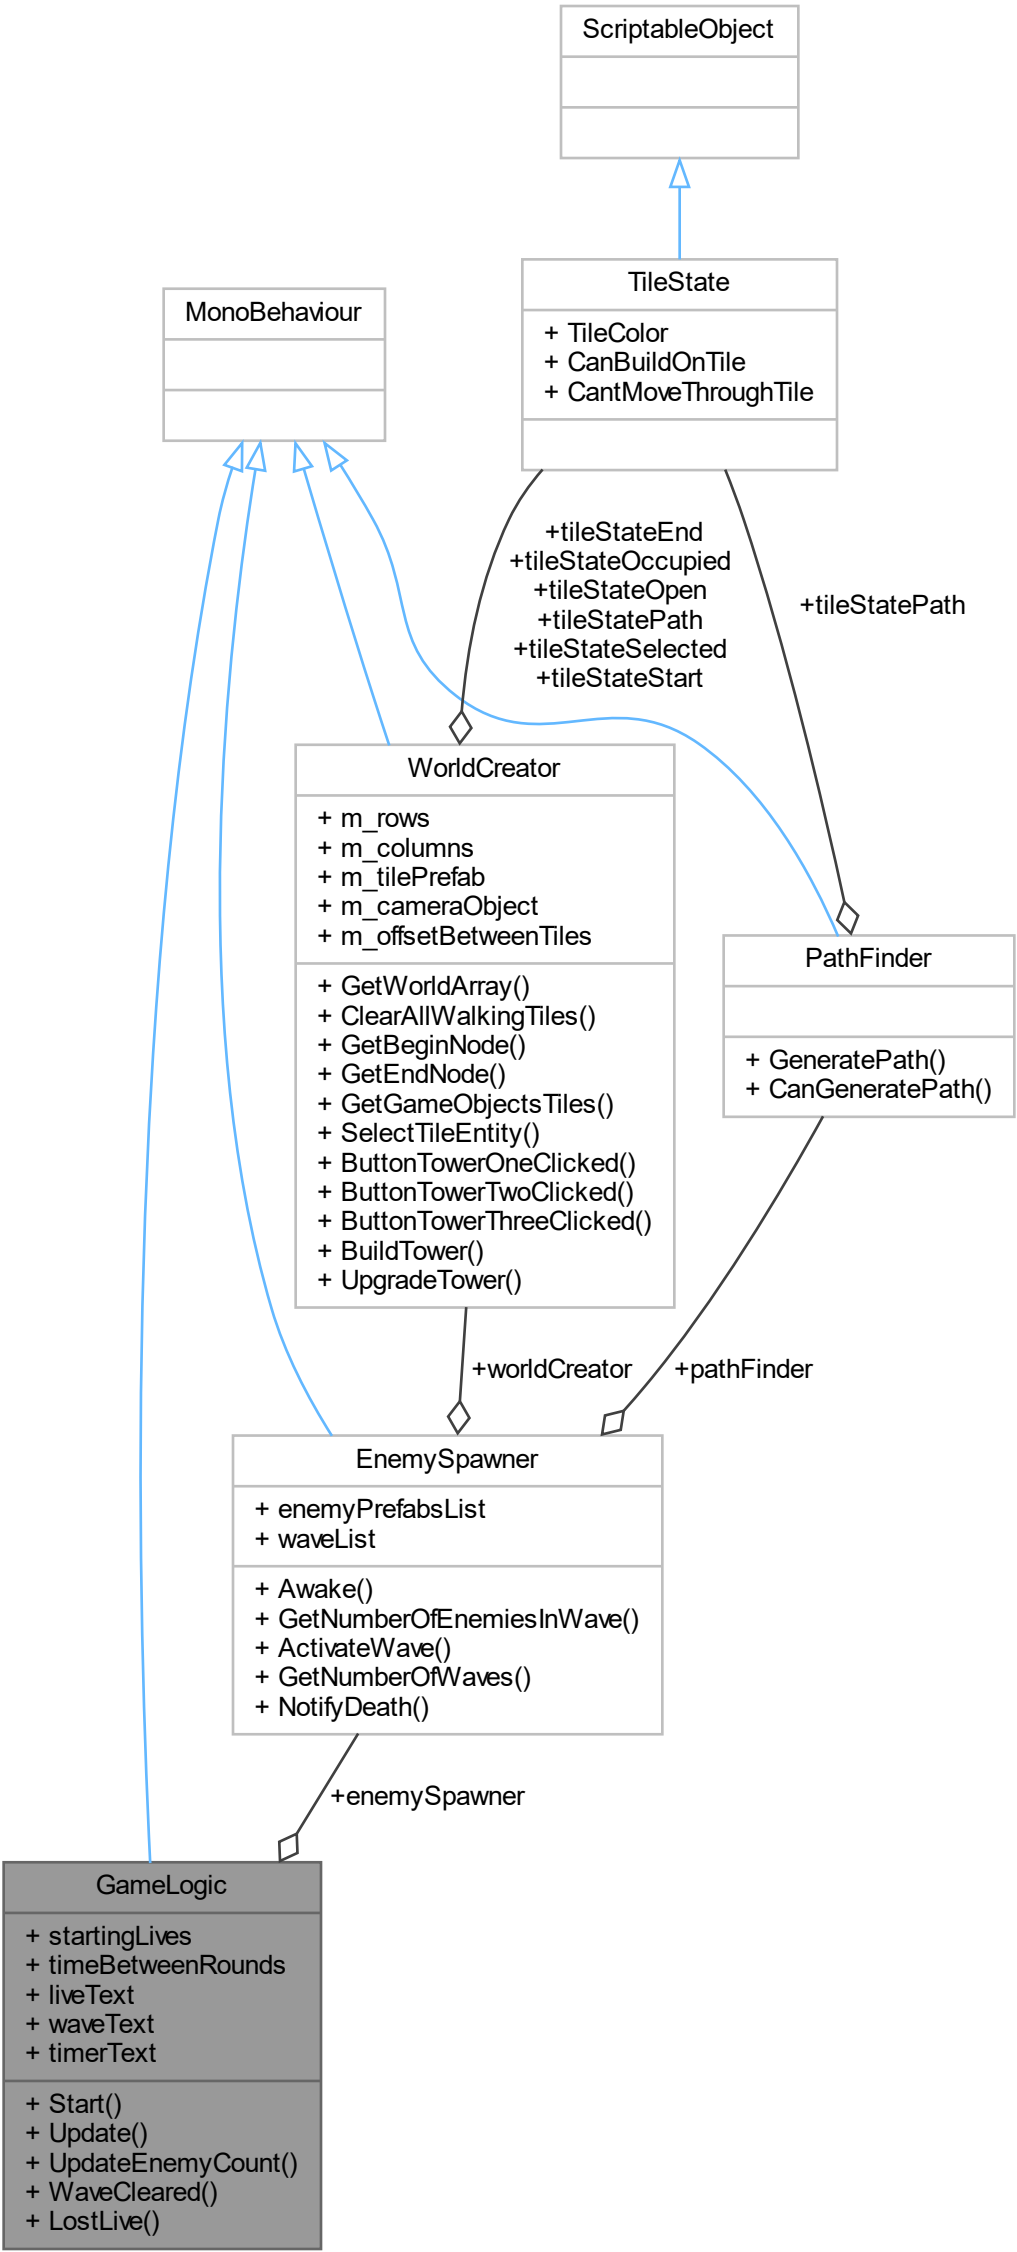 ScriptableObject
TileState
+ TileColor
+ CanBuildOnTile
+ CantMoveThroughTile
MonoBehaviour
+tileStateEnd
+tileStateOccupied
+tileStateOpen
+tileStatePath
+tileStateSelected
+tileStateStart
+tileStatePath
WorldCreator
+ m_rows
+ m_columns
+ m_tilePrefab
+ m_cameraObject
+ m_offsetBetweenTiles
+ GetWorldArray()
+ ClearAllWalkingTiles()
+ GetBeginNode()
+ GetEndNode()
+ GetGameObjectsTiles()
+ SelectTileEntity()
+ ButtonTowerOneClicked()
+ ButtonTowerTwoClicked()
+ ButtonTowerThreeClicked()
+ BuildTower()
+ UpgradeTower()
PathFinder
+ GeneratePath()
+ CanGeneratePath()
+worldCreator
+pathFinder
EnemySpawner
+ enemyPrefabsList
+ waveList
+ Awake()
+ GetNumberOfEnemiesInWave()
+ ActivateWave()
+ GetNumberOfWaves()
+ NotifyDeath()
+enemySpawner
GameLogic
+ startingLives
+ timeBetweenRounds
+ liveText
+ waveText
+ timerText
+ Start()
+ Update()
+ UpdateEnemyCount()
+ WaveCleared()
+ LostLive()